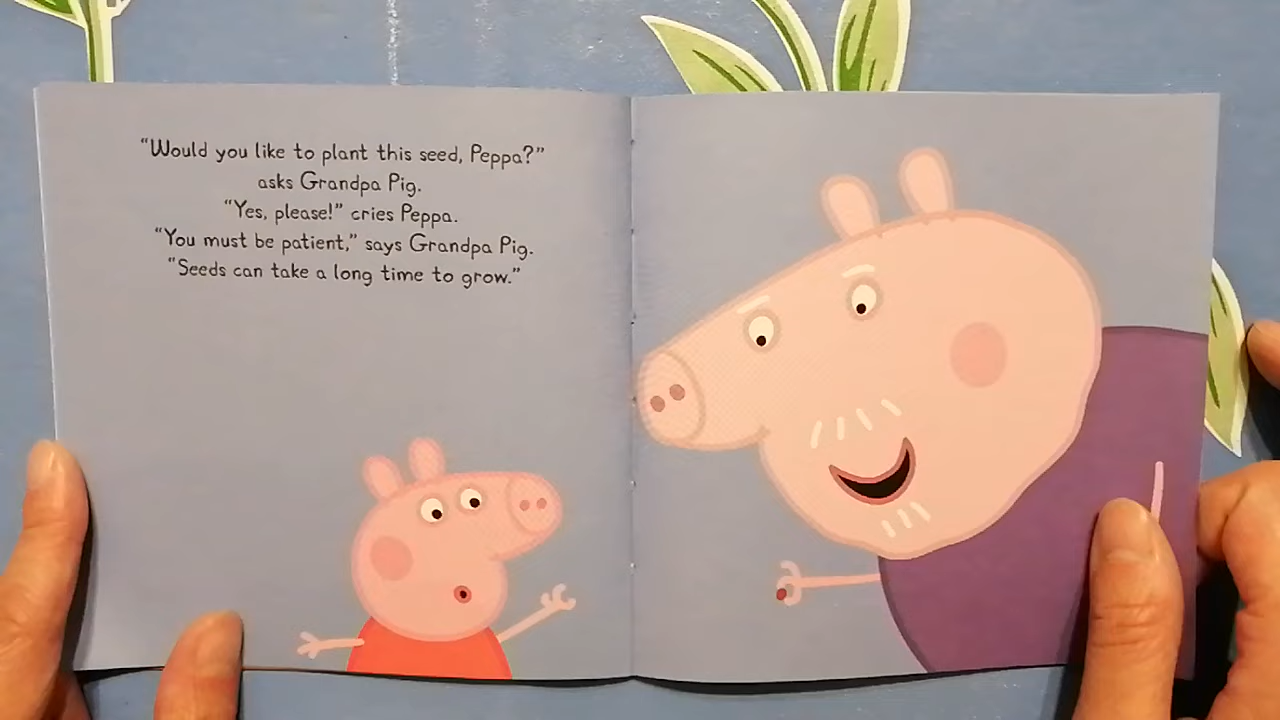 “Would you like to plant this seed, Peppa?”
asks Grandpa Pig.
“Yes, please!” cries Peppa.
“You must be patient,” says Grandpa Pig.
“Seeds can take a long time to grow.”